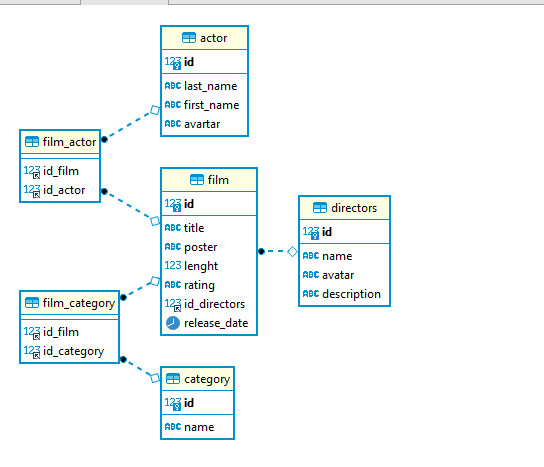 actor
123 id
ABC last_name
ABC first_name
ABC avartar
film_actor
123 id_film
123 id_actor
film
123 id
ABC title
ABC poster
123 lenght
ABC rating
123 id_directors
release_date
directors
123 id
ABC name
ABC avatar
ABC description
film_category
123 id_film
123 id_category
category
123 id
ABC name